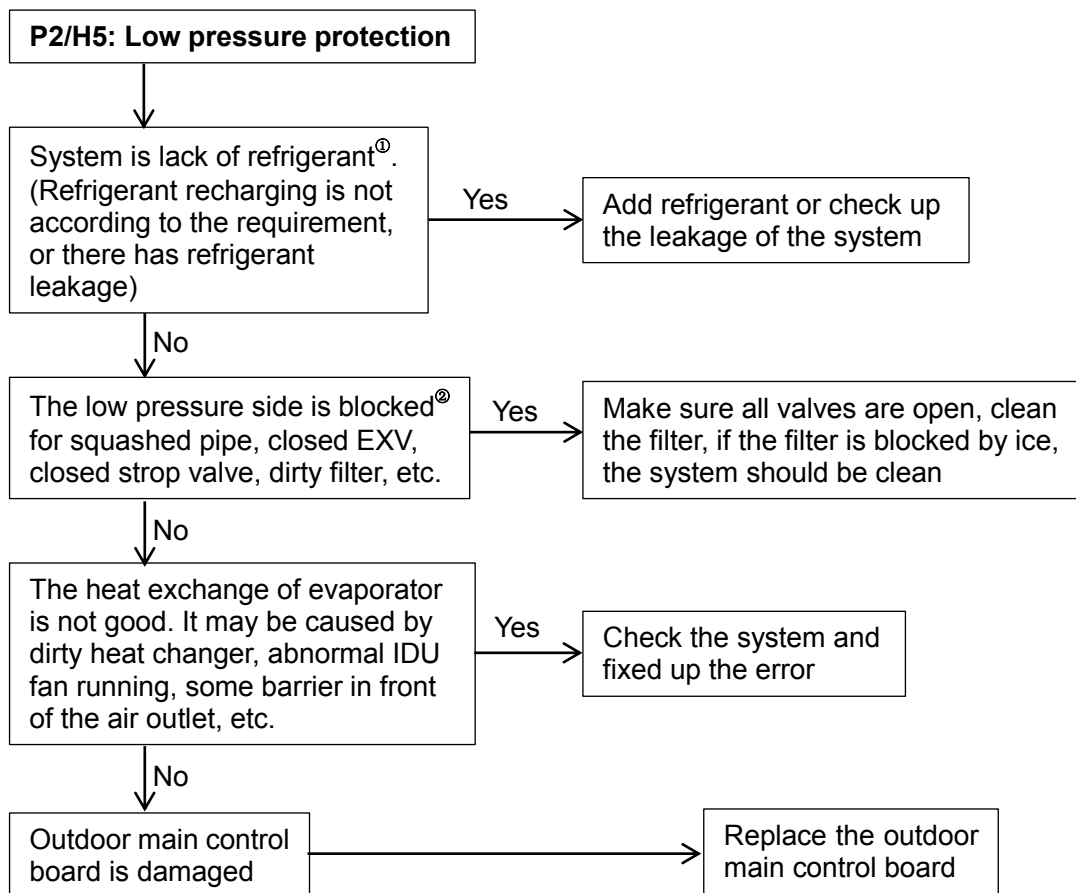 P2/H5: Low pressure protection
System is lack of refrigerant①.
(Refrigerant recharging is not
according to the requirement,
or there has refrigerant
leakage)
Yes
Add refrigerant or check up
the leakage of the system
No
The low pressure side is blocked②
for squashed pipe, closed EXV,
closed strop valve, dirty filter, etc.
Yes
Make sure all valves are open, clean
the filter, if the filter is blocked by ice,
the system should be clean
No
The heat exchange of evaporator
is not good. It may be caused by
dirty heat changer, abnormal IDU
fan running, some barrier in front
of the air outlet, etc.
Yes
Check the system and
fixed up the error
No
Outdoor main control
board is damaged
Replace the outdoor
main control board